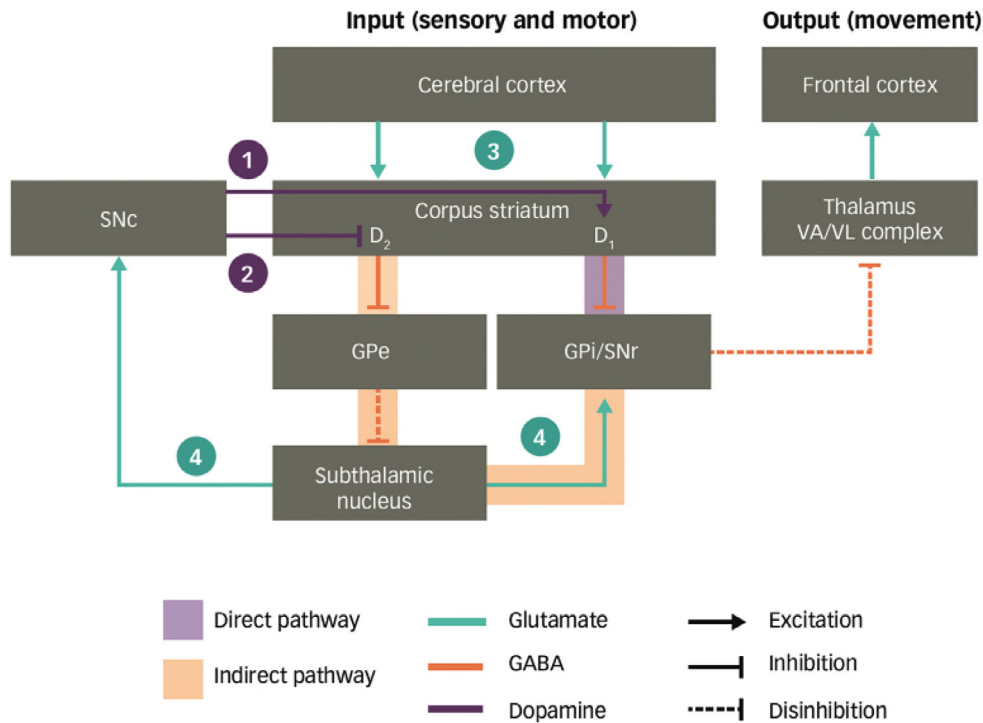 Input (sensory and motor)
Output (movement)
Cerebral cortex
Frontal cortex
1
3
SNc
Corpus striatum
D₂
D₁
Thalamus
VA/VL complex
2
GPe
GPi/SNr
4
4
Subthalamic
nucleus
Direct pathway
Glutamate
Excitation
Indirect pathway
GABA
Inhibition
Dopamine
Disinhibition